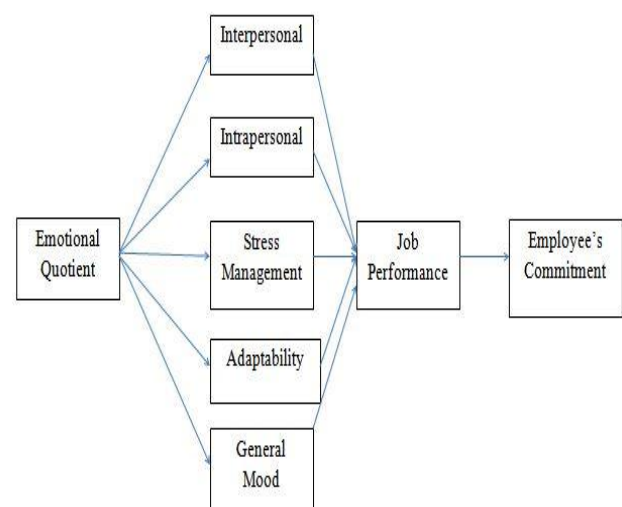 Interpersonal
Intrapersonal
Emotional
Quotient
Stress
Management
Job
Performance
Employee's
Commitment
Adaptability
General
Mood